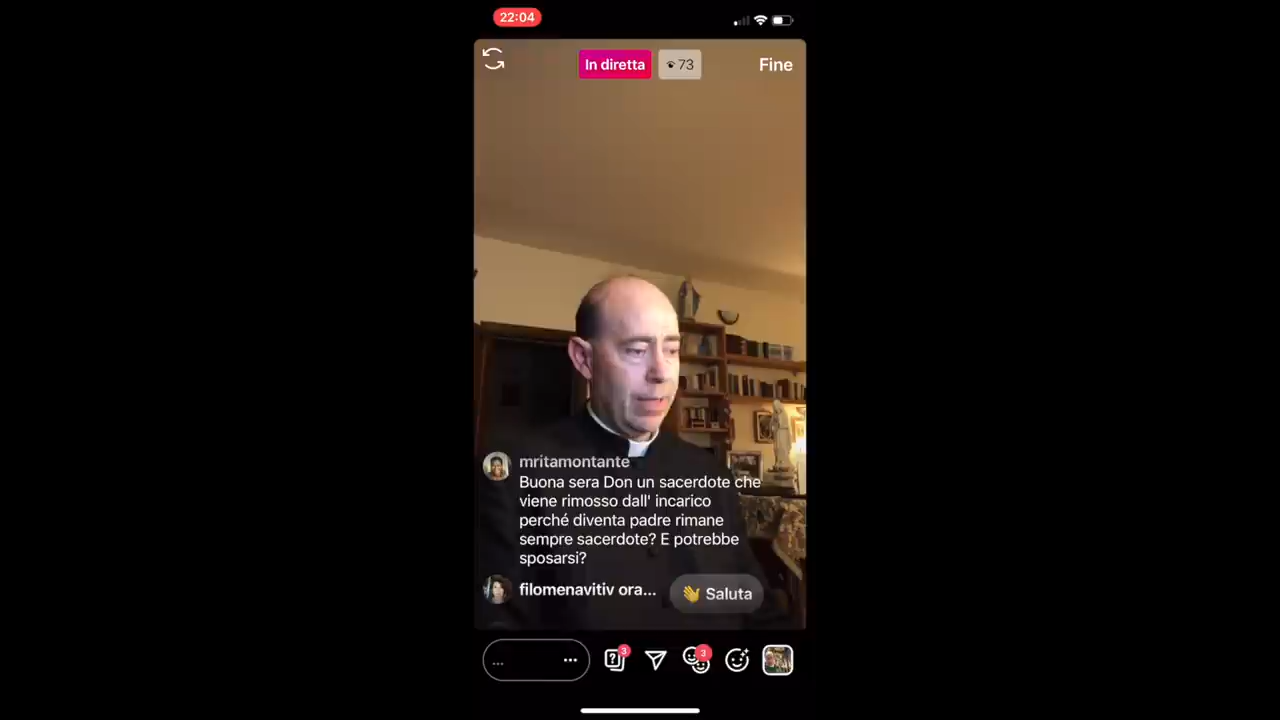 22:04
In diretta
73
Fine
mritamontante
Buona sera Don un sacerdote che
viene rimosso dall' incarico
perché diventa padre rimane
sempre sacerdote? E potrebbe
sposarsi?
filomenavitiv ora...
👋 Saluta
...
3
3